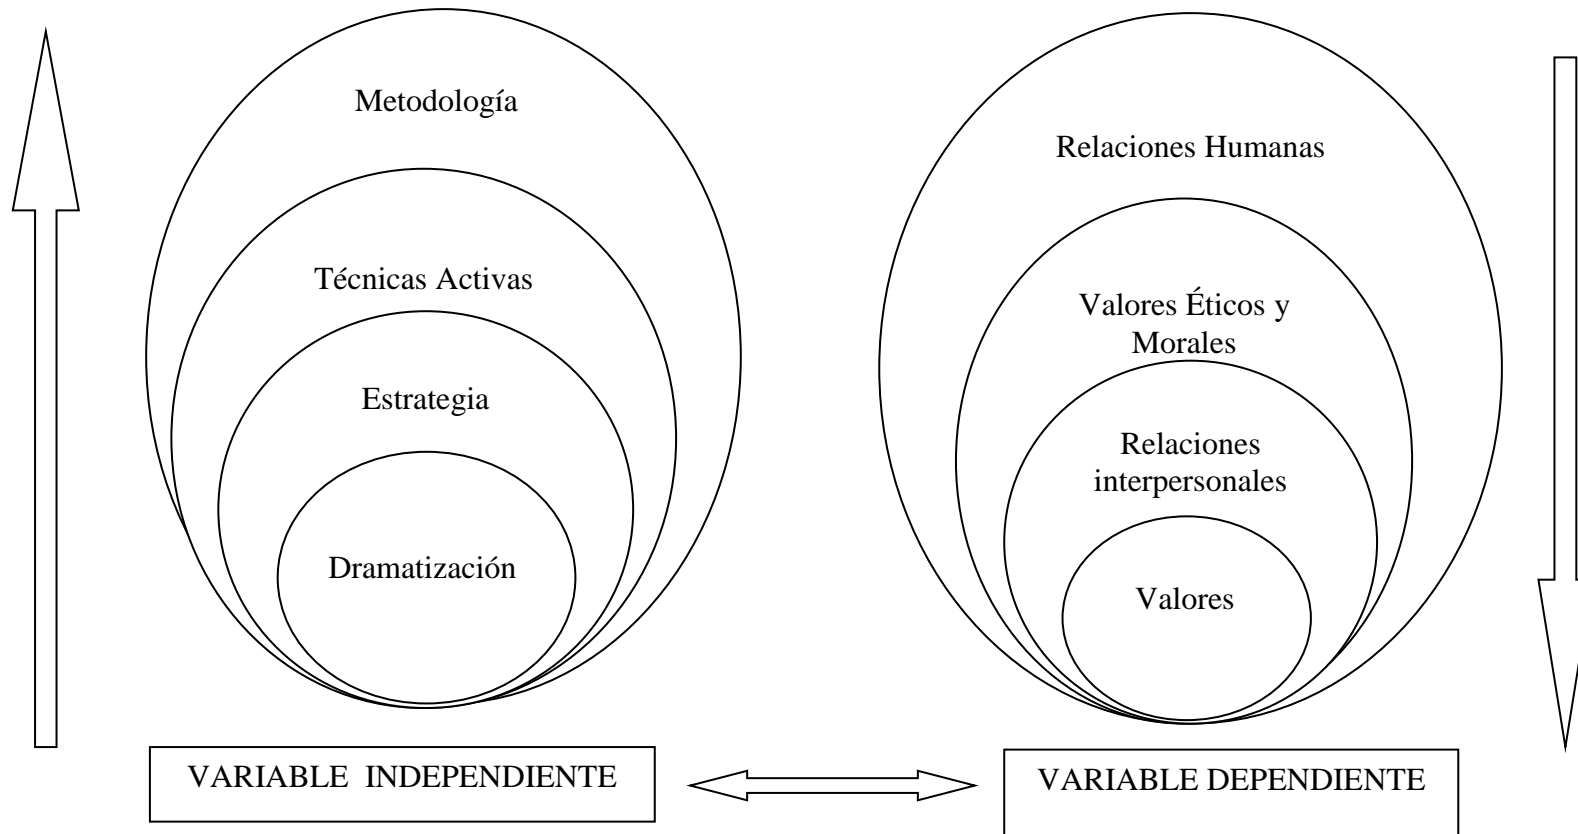 Metodología
Técnicas Activas
Estrategia
Dramatización
VARIABLE INDEPENDIENTE
Relaciones Humanas
Valores Éticos y
Morales
Relaciones
interpersonales
Valores
VARIABLE DEPENDIENTE